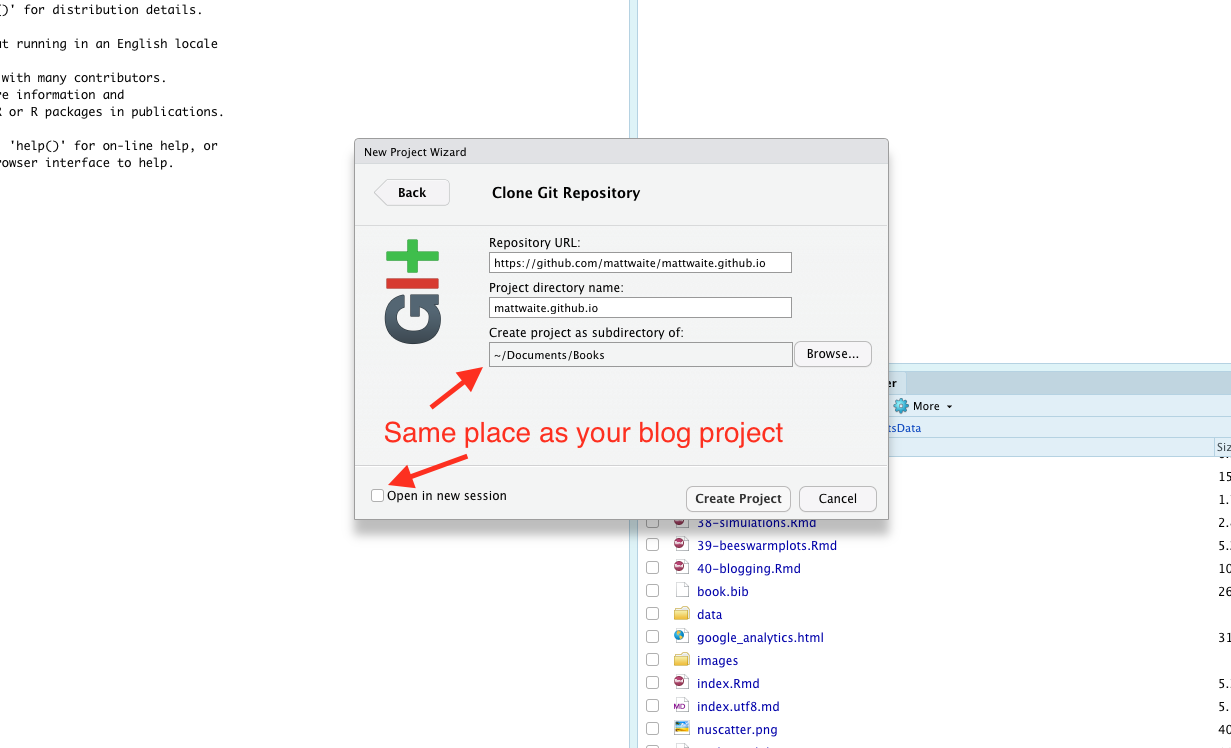 ()' for distribution details.
ut running in an English locale
with many contributors.
re information and
R or R packages in publications.
'help()' for on-line help, or
rowser interface to help.
New Project Wizard
Back
Clone Git Repository
GIt
Repository URL:
https://github.com/mattwaite/mattwaite.github.io
Project directory name:
mattwaite.github.io
Create project as subdirectory of:
~/Documents/Books
Browse...
Same place as your blog project
Open in new session
Create Project
Cancel
er
More
tsData
Siz
15
1.
38-simulations.Rmd 2.
39-beeswarmplots.Rmd 5.
40-blogging.Rmd 10
book.bib 26
data
google_analytics.html 31
images
index.Rmd 5.
MD index.utf8.md 5.
nuscatter.png 40